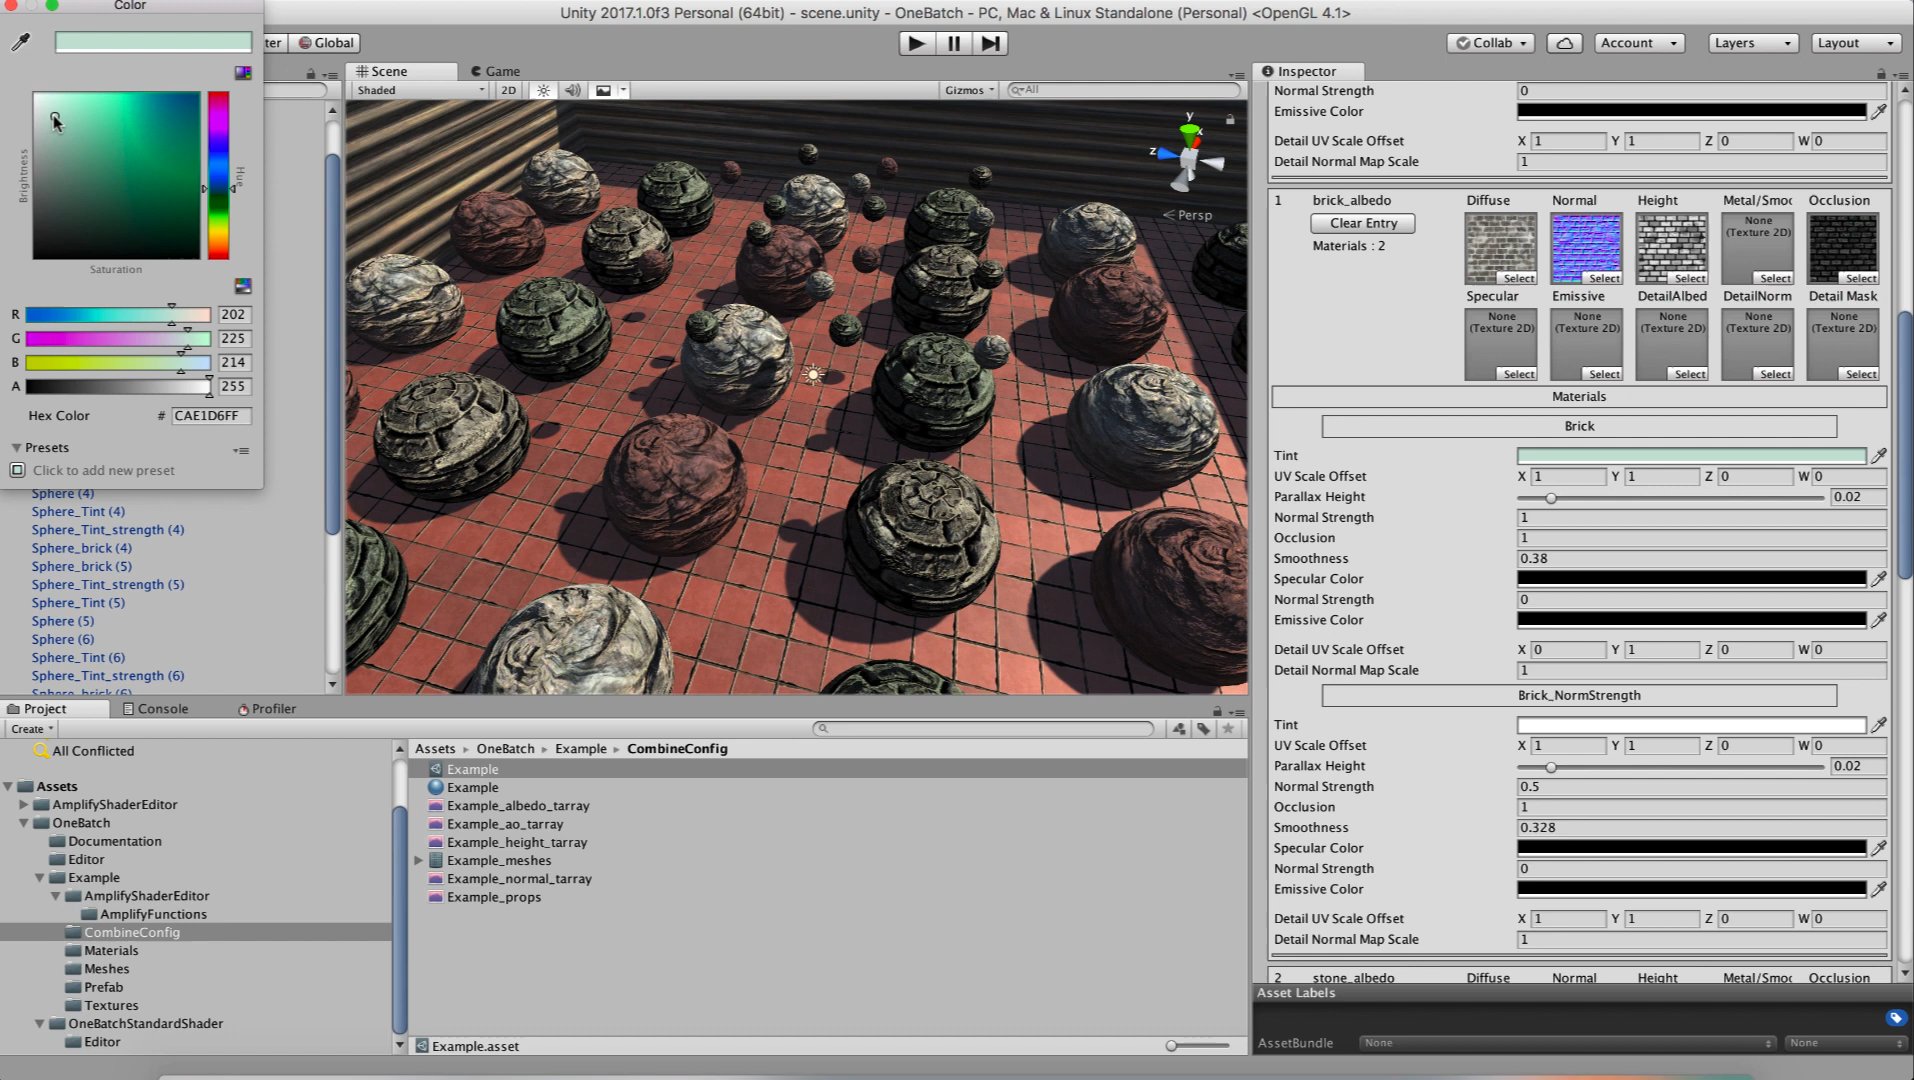 Color
Unity 2017.1.0f3 Personal (64bit) - scene.unity - OneBatch - PC, Mac & Linux Standalone (Personal) <OpenGL 4.1>
ter
Global
Collab
Account
Layers
Layout
Scene
Game
Inspector
Shaded
2D
Gizmos
All
Brightness
Hue
Saturation
R 202
G 225
B 214
A 255
Hex Color # CAE1D6FF
Presets
Click to add new preset
Sphere (4)
Sphere_Tint (4)
Sphere_Tint_strength (4)
Sphere_brick (4)
Sphere_brick (5)
Sphere_Tint_strength (5)
Sphere_Tint (5)
Sphere (5)
Sphere (6)
Sphere_Tint (6)
Sphere_Tint_strength (6)
Sphere_brick (6)
y
x
z
Persp
Normal Strength 0
Emissive Color
Detail UV Scale Offset X 1 Y 1 Z 0 W 0
Detail Normal Map Scale 1
1 brick_albedo Diffuse Normal Height Metal/Smoc Occlusion
Clear Entry
Materials : 2
None
(Texture 2D)
Select Select Select Select Select
Specular Emissive DetailAlbed DetailNorm Detail Mask
None None None None None
(Texture 2D) (Texture 2D) (Texture 2D) (Texture 2D) (Texture 2D)
Select Select Select Select Select
Materials
Brick
Tint
UV Scale Offset X 1 Y 1 Z 0 W 0
Parallax Height 0.02
Normal Strength 1
Occlusion 1
Smoothness 0.38
Specular Color
Normal Strength 0
Emissive Color
Detail UV Scale Offset X 0 Y 1 Z 0 W 0
Detail Normal Map Scale 1
Brick_NormStrength
Tint
UV Scale Offset X 1 Y 1 Z 0 W 0
Parallax Height 0.02
Normal Strength 0.5
Occlusion 1
Smoothness 0.328
Specular Color
Normal Strength 0
Emissive Color
Detail UV Scale Offset X 1 Y 1 Z 0 W 0
Detail Normal Map Scale 1
2 stone_albedo Diffuse Normal Height Metal/Smoc Occlusion
Asset Labels
AssetBundle None None
Project
Console
Profiler
Create
All Conflicted
Assets
AmplifyShaderEditor
OneBatch
Documentation
Editor
Example
AmplifyShaderEditor
AmplifyFunctions
CombineConfig
Materials
Meshes
Prefab
Textures
OneBatchStandardShader
Editor
Assets OneBatch Example CombineConfig
Example
Example
Example_albedo_tarray
Example_ao_tarray
Example_height_tarray
Example_meshes
Example_normal_tarray
Example_props
Example.asset